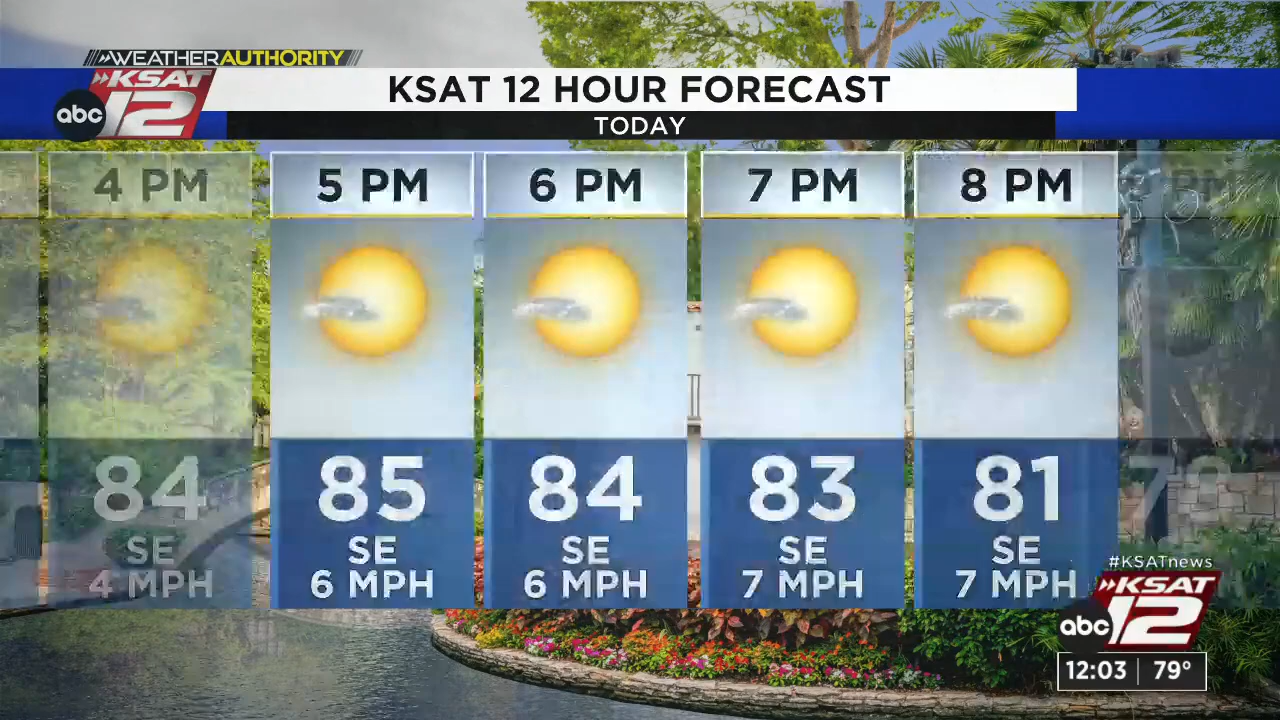 WEATHERAUTHORITY
KSAT
abc 12
KSAT 12 HOUR FORECAST
TODAY
4 PM 5 PM 6 PM 7 PM 8 PM
84 85 84 83 81
SE SE SE SE SE
4 MPH 6 MPH 6 MPH 7 MPH 7 MPH
#KSATnews
KSAT
abc 12
12:03 79°